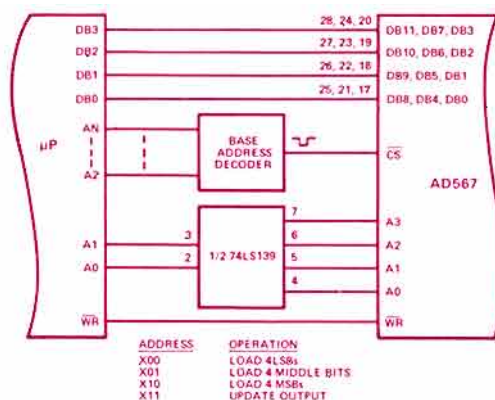 28, 24, 20
DB3 DB11, DB7, DB3
27, 23, 19
DB2 DB10, DB6, DB2
26, 22, 18
DB1 DB9, DB5, DB1
25, 21, 17
DB0 DB8, DB4, DB0
AN
μP
BASE ADDRESS DECODER
CS
A2
AD567
7 A3
A1 3 1/2 74LS139 6 A2
A0 2 5 A1
4 A0
WR WR
ADDRESS OPERATION
X00 LOAD 4LSBs
X01 LOAD 4 MIDDLE BITS
X10 LOAD 4 MSBs
X11 UPDATE OUTPUT